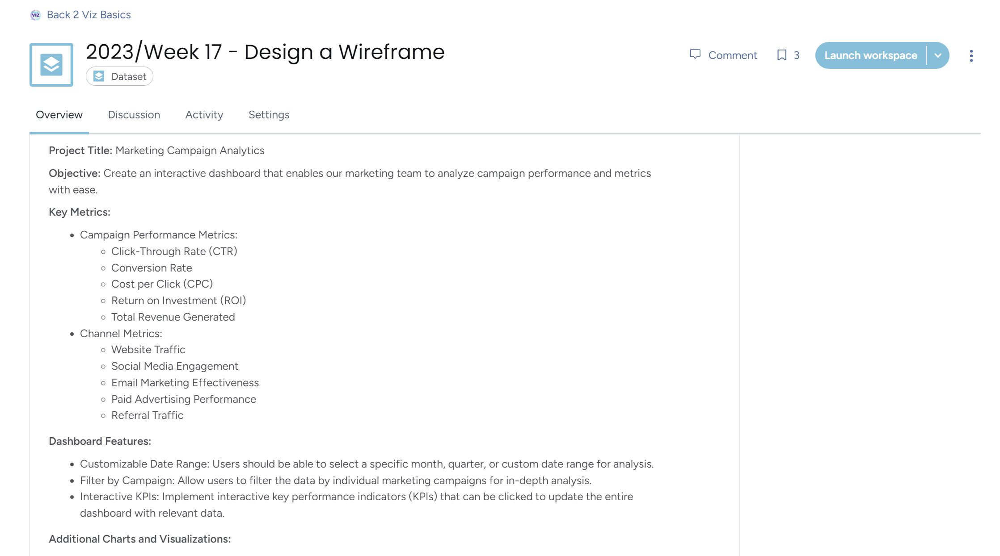 VIZ
Back 2 Viz Basics
2023/Week 17 - Design a Wireframe
Dataset
Comment
3
Launch workspace
Overview
Discussion
Activity
Settings
Project Title: Marketing Campaign Analytics
Objective: Create an interactive dashboard that enables our marketing team to analyze campaign performance and metrics
with ease.
Key Metrics:
Campaign Performance Metrics:
Click-Through Rate (CTR)
Conversion Rate
Cost per Click (CPC)
Return on Investment (ROI)
Total Revenue Generated
Channel Metrics:
Website Traffic
Social Media Engagement
Email Marketing Effectiveness
Paid Advertising Performance
Referral Traffic
Dashboard Features:
Customizable Date Range: Users should be able to select a specific month, quarter, or custom date range for analysis.
Filter by Campaign: Allow users to filter the data by individual marketing campaigns for in-depth analysis.
Interactive KPIs: Implement interactive key performance indicators (KPIs) that can be clicked to update the entire
dashboard with relevant data.
Additional Charts and Visualizations: